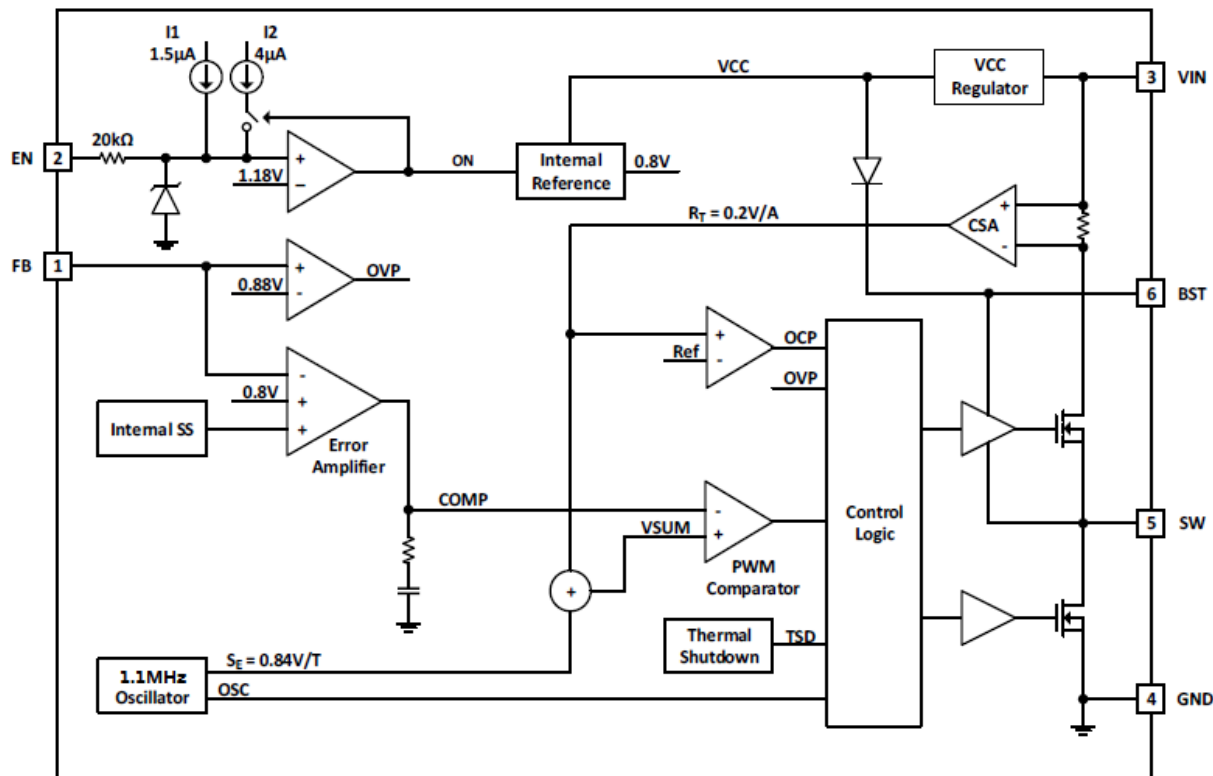 I1
1.5µA
I2
4µA
VCC
VCC
Regulator
3
VIN
20kΩ
EN
2
+
1.18V
−
ON
Internal
Reference
0.8V
R_T = 0.2V/A
CSA
+
-
FB
1
+
0.88V
-
OVP
6
BST
+
Ref
-
OCP
OVP
-
0.8V
+
Internal SS
+
Error
Amplifier
COMP
-
VSUM
+
PWM
Comparator
Control
Logic
5
SW
+
Thermal
Shutdown
TSD
S_E = 0.84V/T
1.1MHz
Oscillator
OSC
4
GND